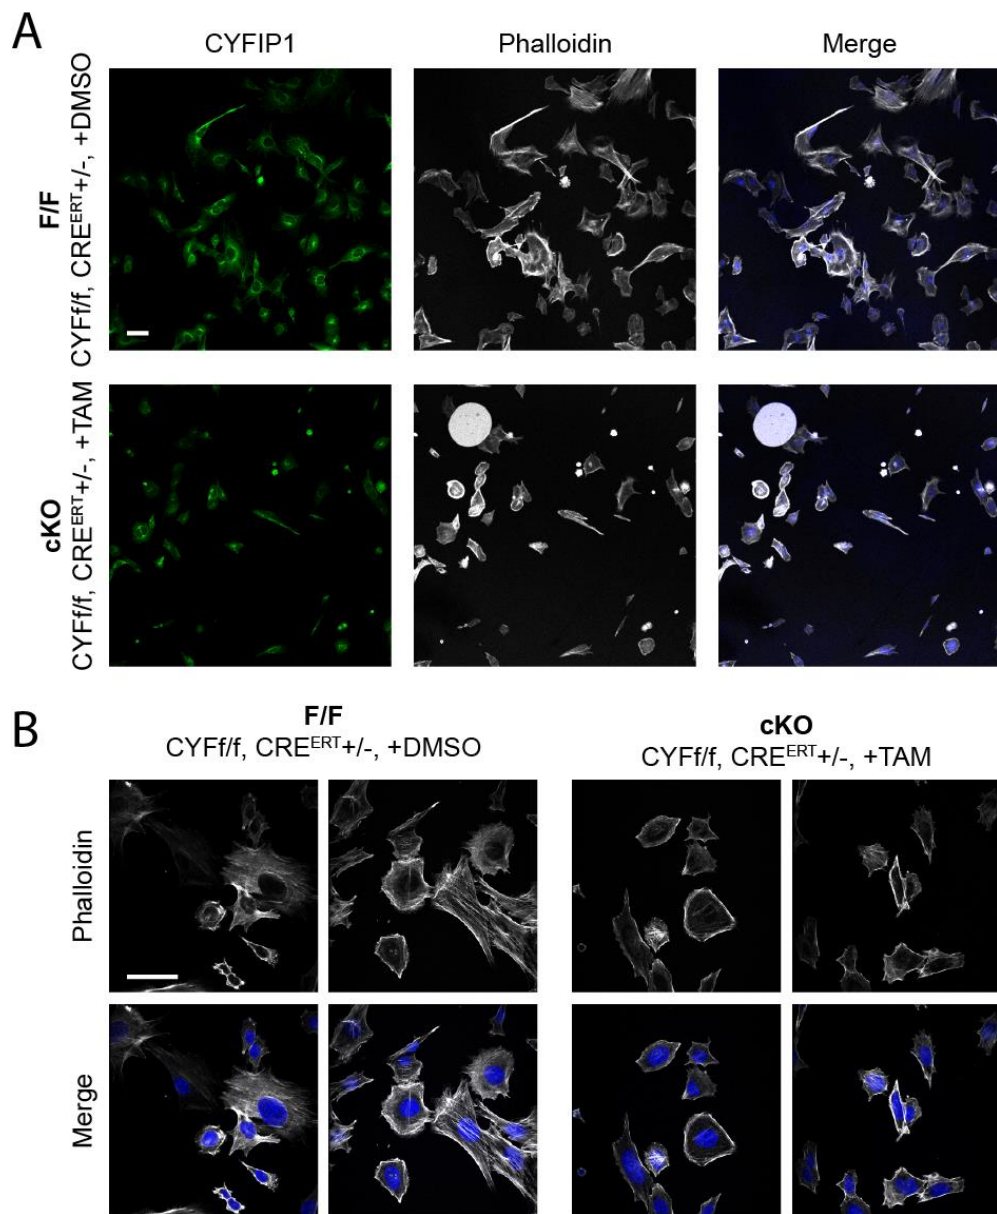 A
CYFIP1
Phalloidin
Merge
F/F
CYFf/f, CRE^ERT+/-, +DMSO
cKO
CYFf/f, CRE^ERT+/-, +TAM
B
F/F
CYFf/f, CRE^ERT+/-, +DMSO
cKO
CYFf/f, CRE^ERT+/-, +TAM
Phalloidin
Merge